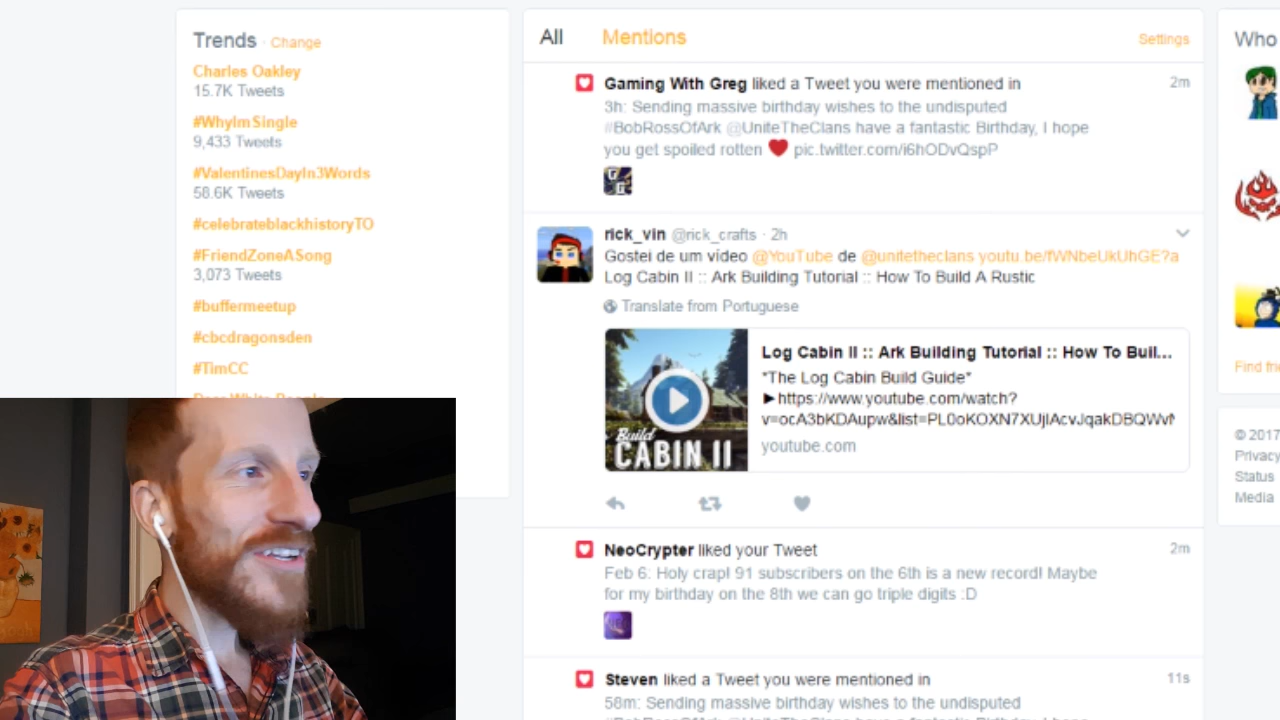 Trends · Change
Charles Oakley
15.7K Tweets
#WhyImSingle
9,433 Tweets
#ValentinesDayIn3Words
58.6K Tweets
#celebrateblackhistoryTO
#FriendZoneASong
3,073 Tweets
#buffermeetup
#cbcdragonsden
#TimCC
All Mentions Settings
Gaming With Greg liked a Tweet you were mentioned in 2m
3h: Sending massive birthday wishes to the undisputed
#BobRossOfArk @UniteTheClans have a fantastic Birthday, I hope
you get spoiled rotten ❤ pic.twitter.com/i6hODvQspP
rick_vin @rick_crafts · 2h
Gostei de um vídeo @YouTube de @unitetheclans youtu.be/fWNbeUkUhGE?a
Log Cabin II :: Ark Building Tutorial :: How To Build A Rustic
Translate from Portuguese
Build
CABIN II
Log Cabin II :: Ark Building Tutorial :: How To Buil...
*The Log Cabin Build Guide*
►https://www.youtube.com/watch?
v=ocA3bKDAupw&list=PL0oKOXN7XUjlAcvJqakDBQWvf
youtube.com
NeoCrypter liked your Tweet 2m
Feb 6: Holy crap! 91 subscribers on the 6th is a new record! Maybe
for my birthday on the 8th we can go triple digits :D
Steven liked a Tweet you were mentioned in 11s
58m: Sending massive birthday wishes to the undisputed
Who
Find
© 2017
Privacy
Status
Media